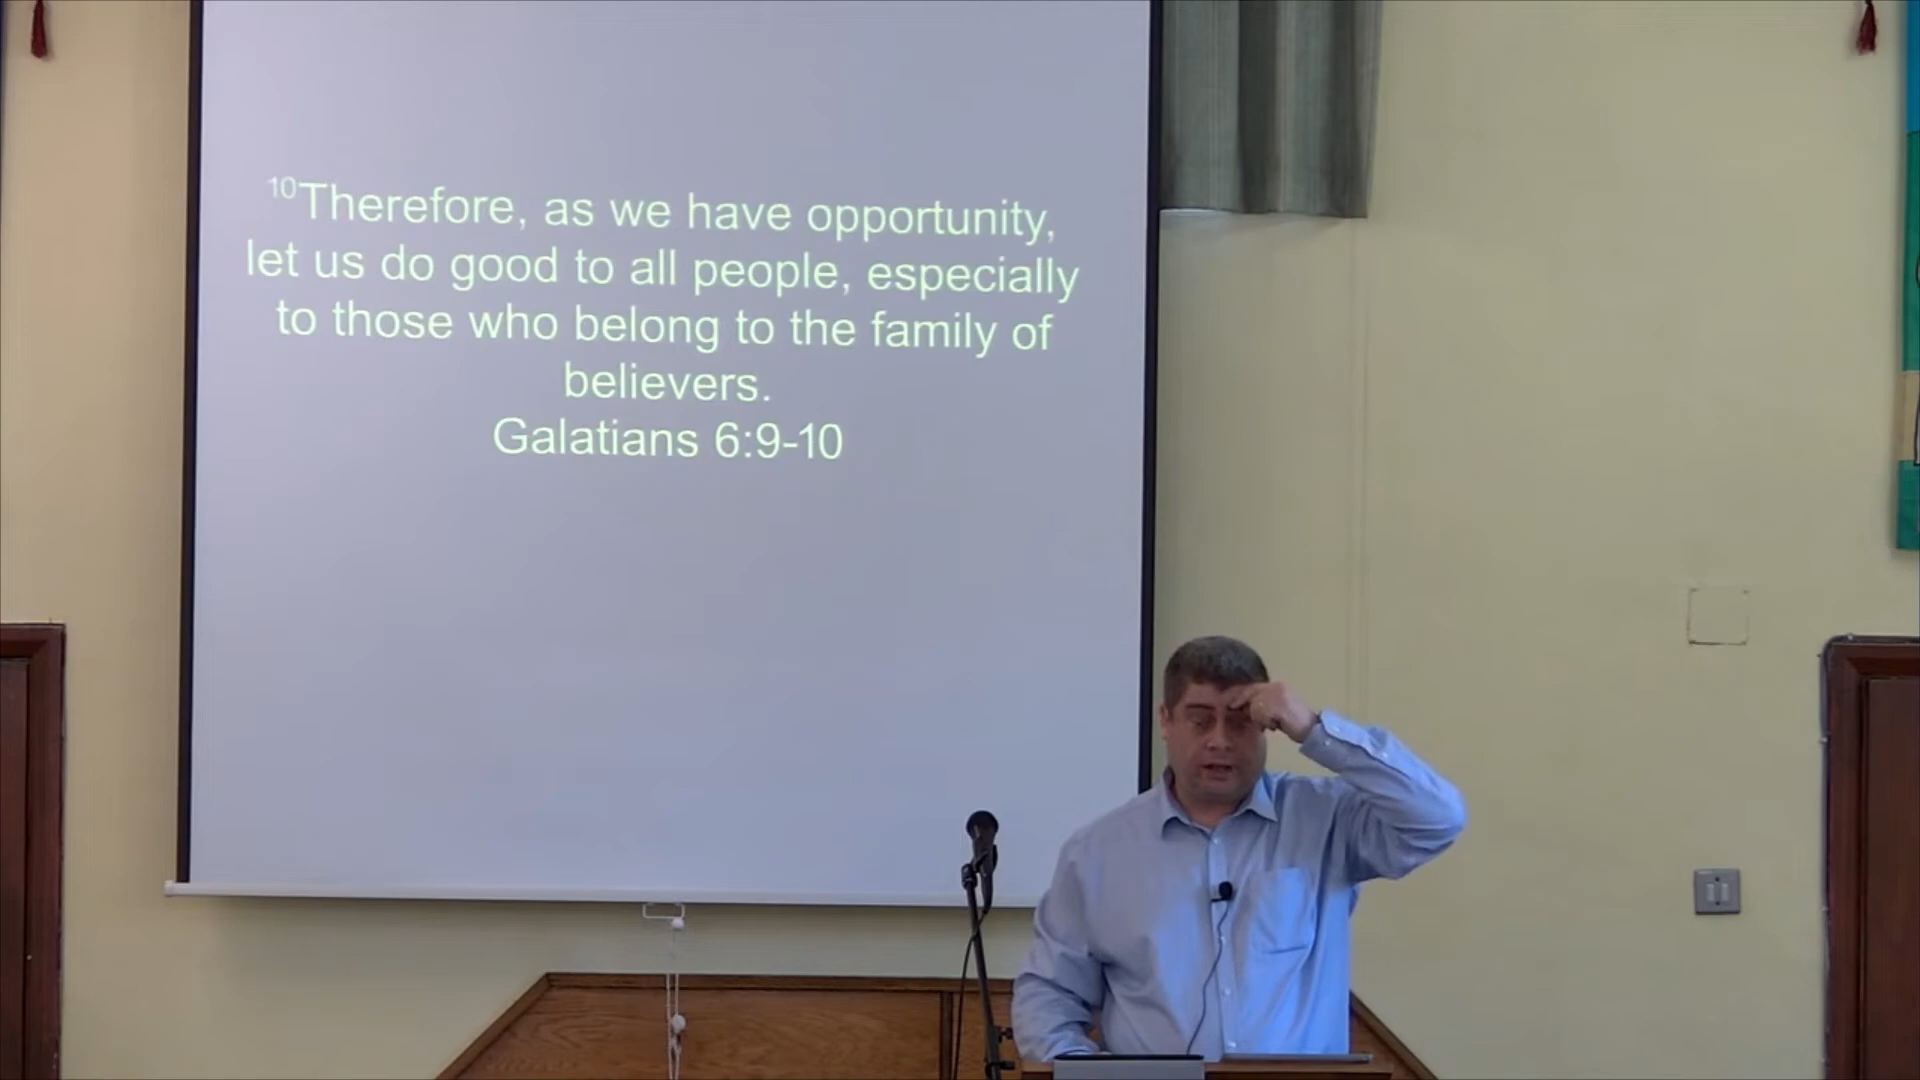 10Therefore, as we have opportunity,
let us do good to all people, especially
to those who belong to the family of
believers.
Galatians 6:9-10